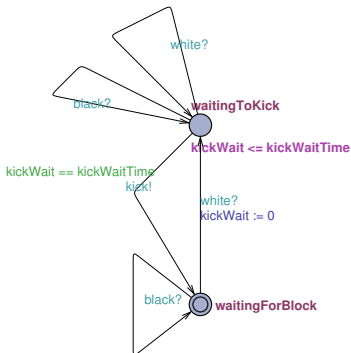 white?
black?
waitingToKick
kickWait <= kickWaitTime
kickWait == kickWaitTime
kick!
white?
kickWait := 0
black?
waitingForBlock